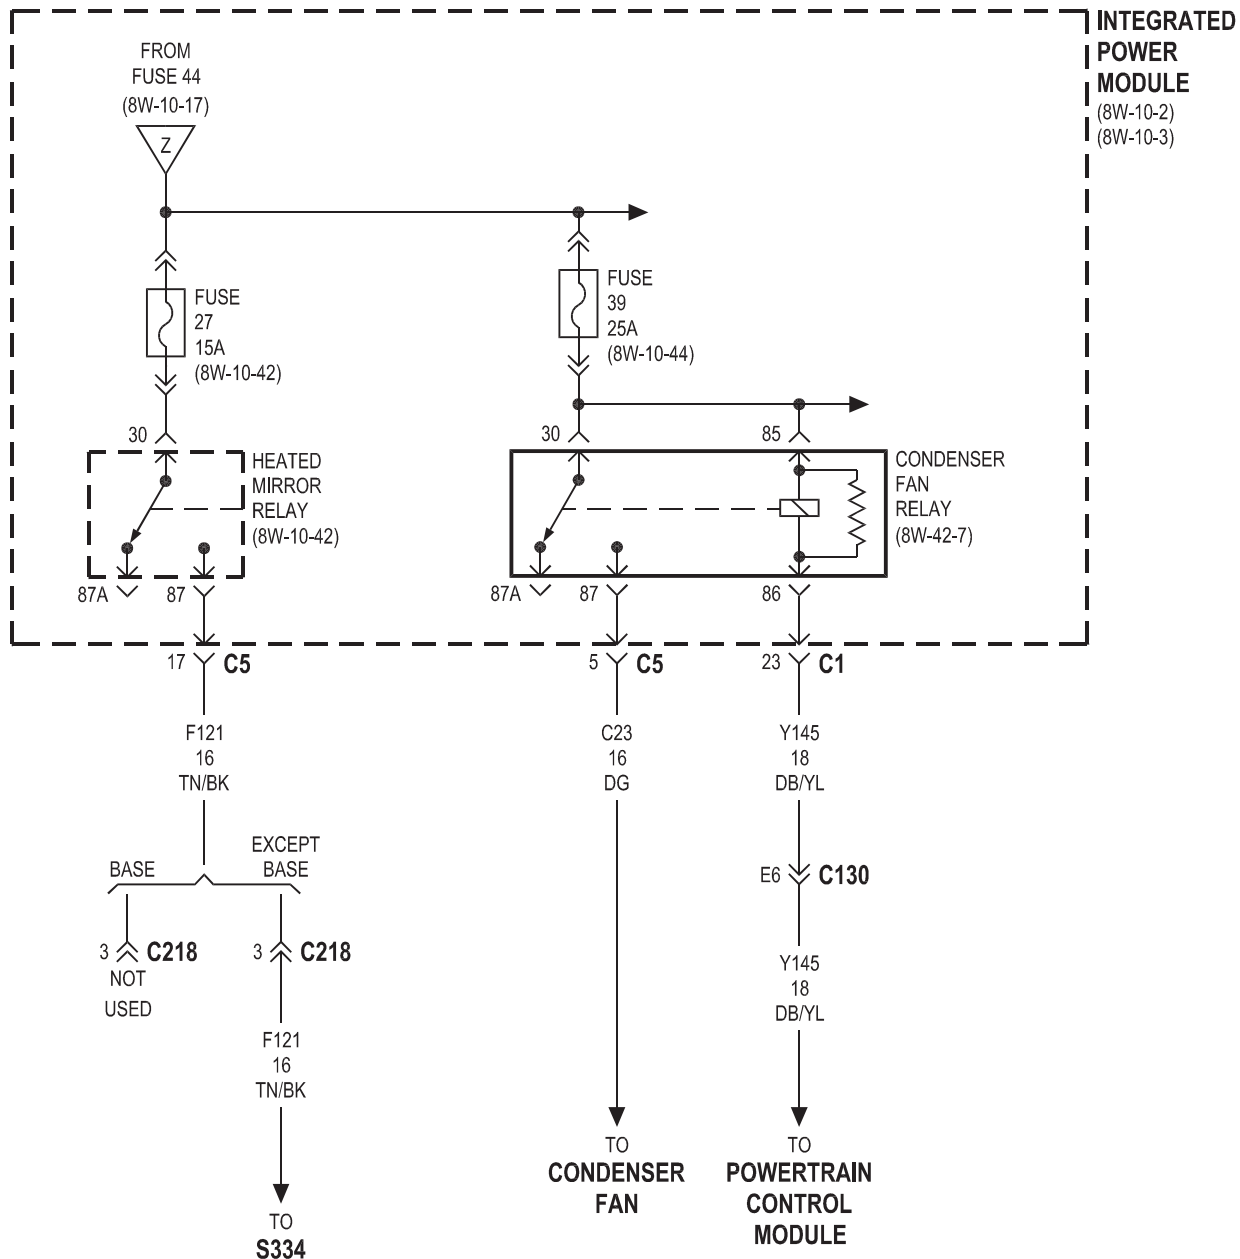 INTEGRATED
POWER
MODULE
(8W-10-2)
(8W-10-3)
FROM
FUSE 44
(8W-10-17)
Z
FUSE
27
15A
(8W-10-42)
FUSE
39
25A
(8W-10-44)
30
HEATED
MIRROR
RELAY
(8W-10-42)
87A
87
30
85
CONDENSER
FAN
RELAY
(8W-42-7)
87A
87
86
17
C5
5
C5
23
C1
F121
16
TN/BK
C23
16
DG
Y145
18
DB/YL
BASE
EXCEPT
BASE
E6
C130
3
C218
NOT
USED
3
C218
Y145
18
DB/YL
F121
16
TN/BK
TO
CONDENSER
FAN
TO
POWERTRAIN
CONTROL
MODULE
TO
S334